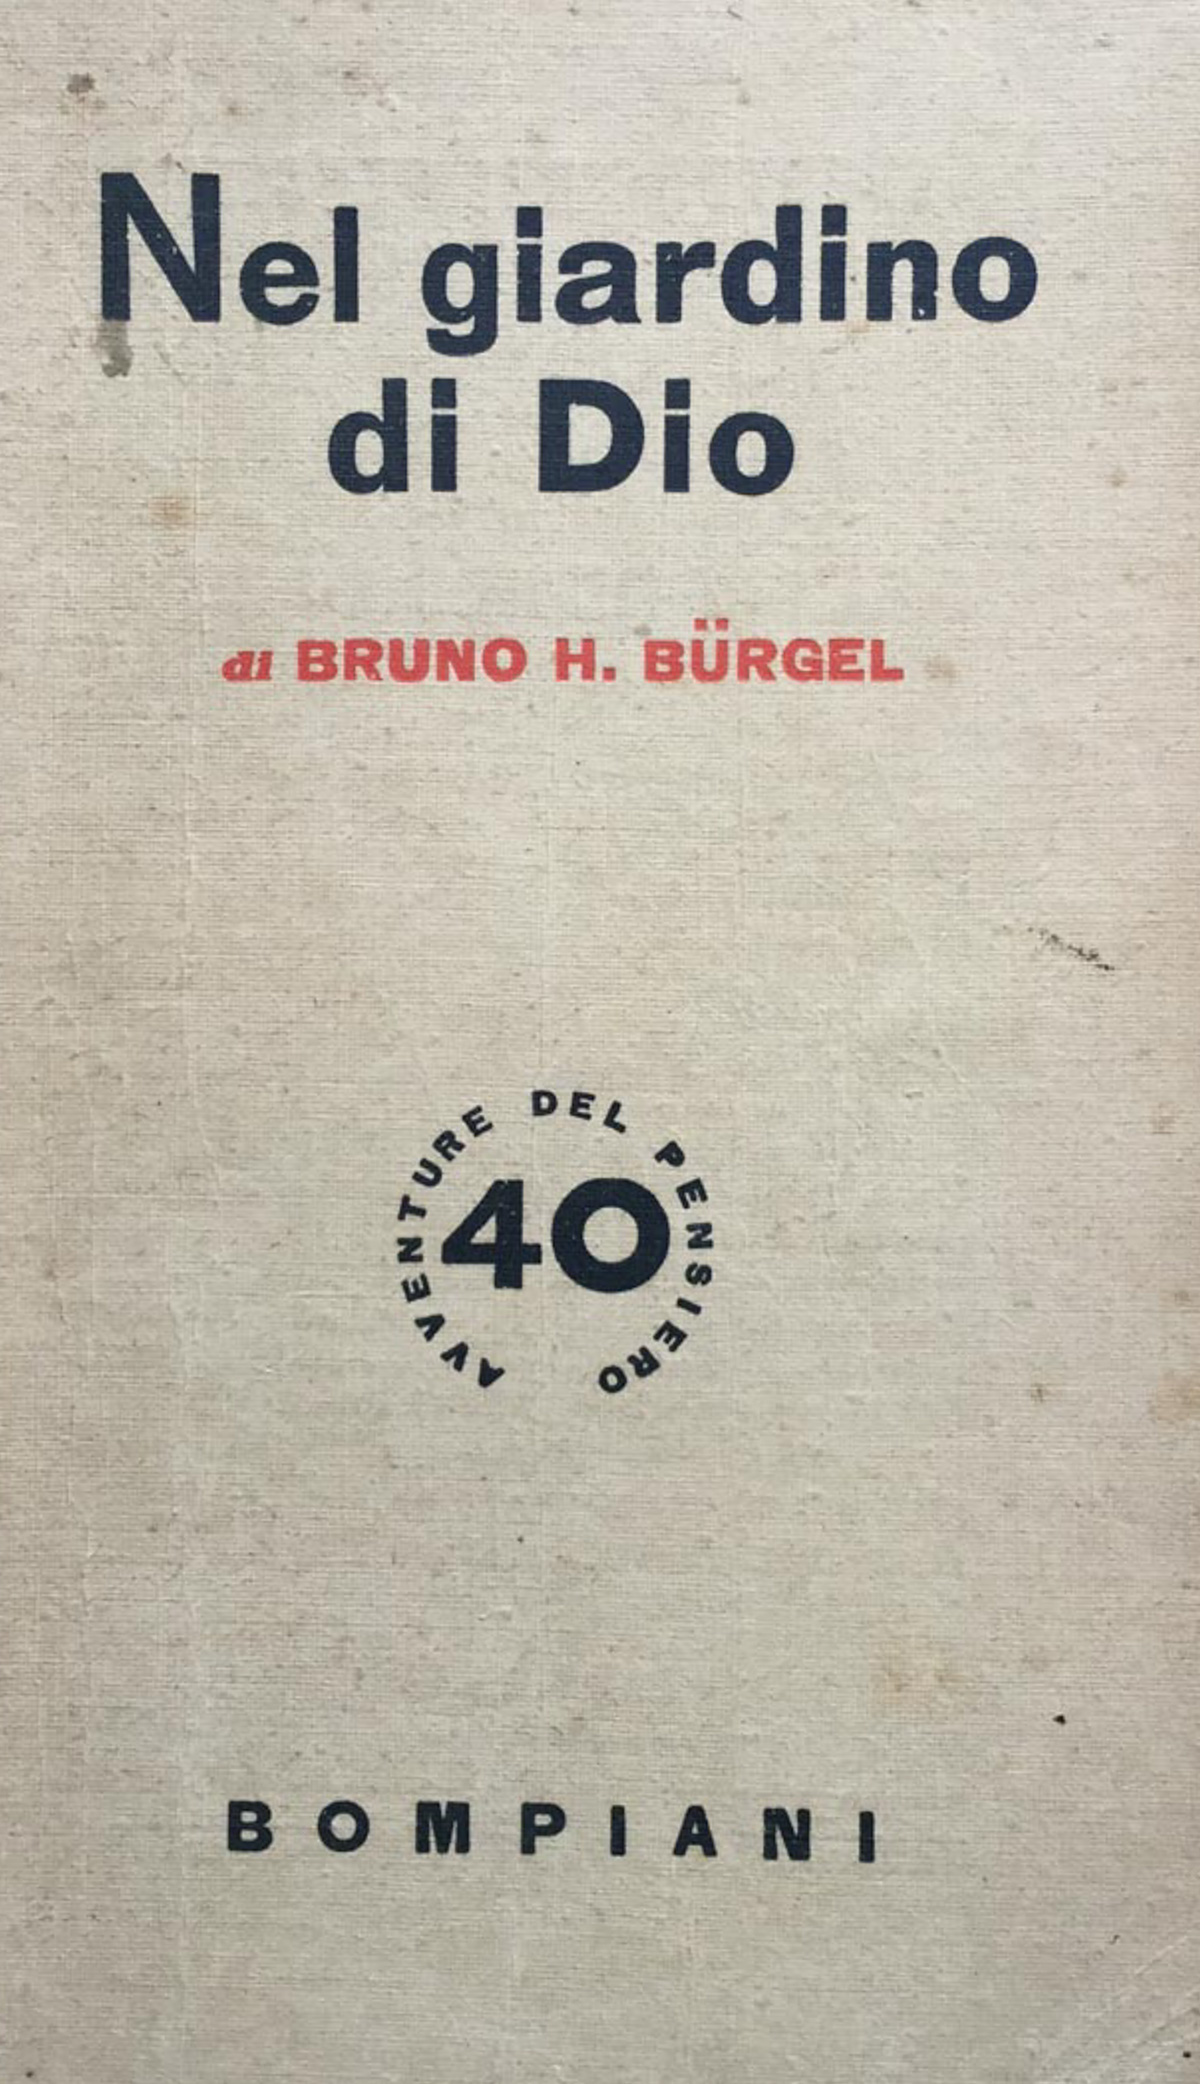 Nel giardino
di Dio
di BRUNO H. BÜRGEL
AVVENTURE DEL PENSIERO
40
BOMPIANI